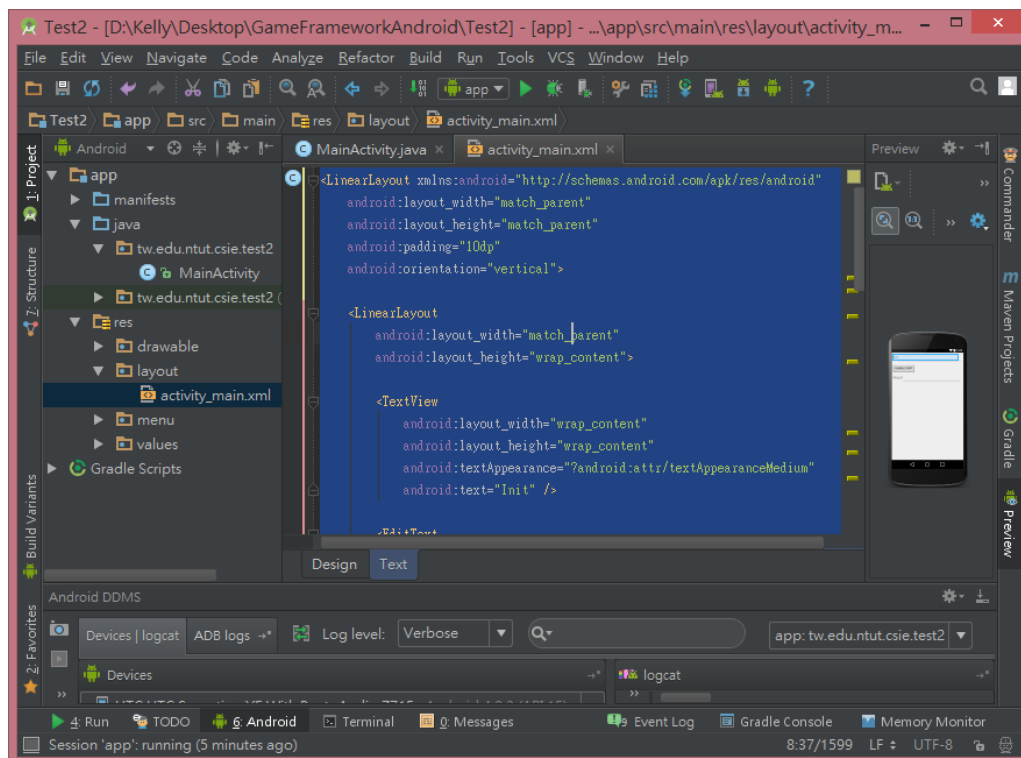 Test2 - [D:\Kelly\Desktop\GameFrameworkAndroid\Test2] - [app] - ...\app\src\main\res\layout\activity_m...
File Edit View Navigate Code Analyze Refactor Build Run Tools VCS Window Help
app
Test2 app src main res layout activity_main.xml
1: Project
7: Structure
Build Variants
2: Favorites
Android
app
manifests
java
tw.edu.ntut.csie.test2
MainActivity
tw.edu.ntut.csie.test2 (
res
drawable
layout
activity_main.xml
menu
values
Gradle Scripts
MainActivity.java activity_main.xml
<LinearLayout xmlns:android="http://schemas.android.com/apk/res/android"
android:layout_width="match_parent"
android:layout_height="match_parent"
android:padding="10dp"
android:orientation="vertical">
<LinearLayout
android:layout_width="match_parent"
android:layout_height="wrap_content">
<TextView
android:layout_width="wrap_content"
android:layout_height="wrap_content"
android:textAppearance="?android:attr/textAppearanceMedium"
android:text="Init" />
<EditText
Design Text
Preview
Commander
Maven Projects
Gradle
Preview
Android DDMS
Devices | logcat ADB logs Log level: Verbose app: tw.edu.ntut.csie.test2
Devices logcat
4: Run TODO 6: Android Terminal 0: Messages 9 Event Log Gradle Console Memory Monitor
Session 'app': running (5 minutes ago) 8:37/1599 LF UTF-8